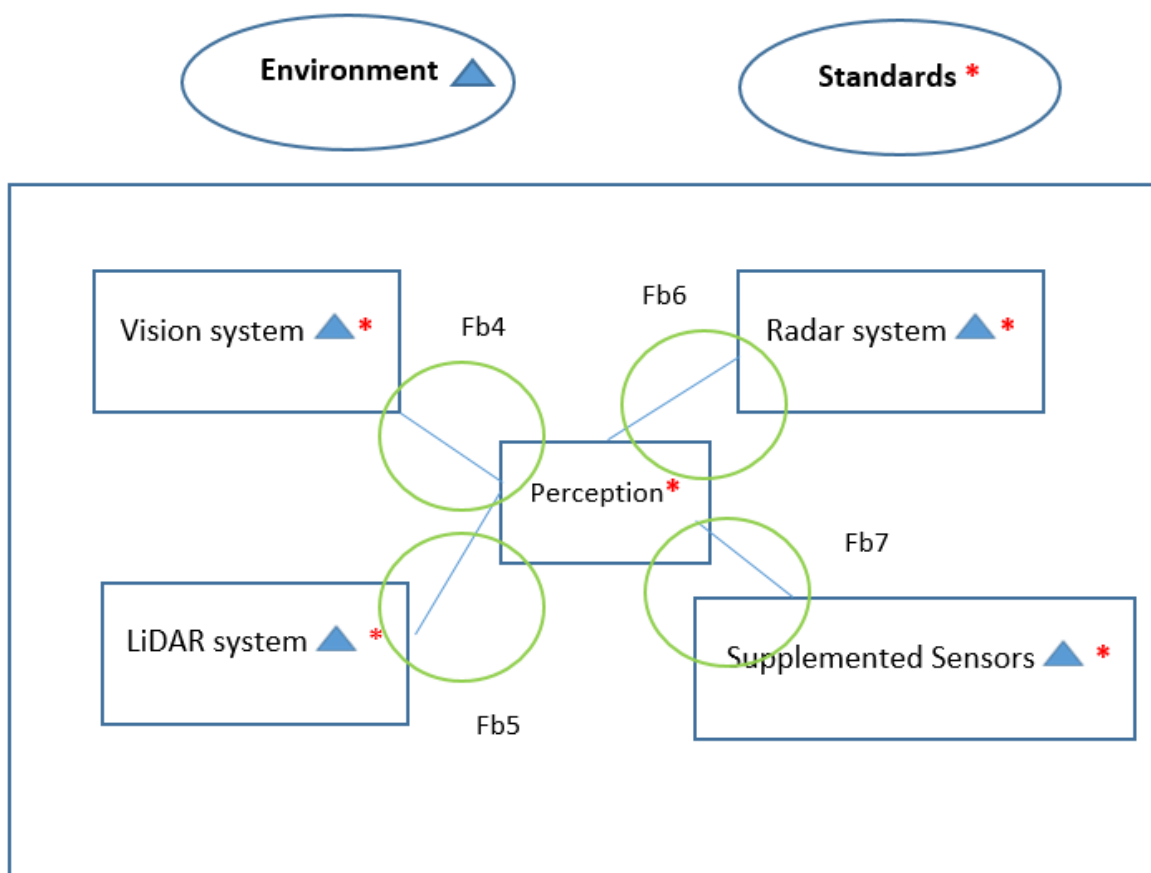 Environment
Standards *
Fb6
Fb4
Vision system *
Radar system *
Perception*
Fb7
LiDAR system *
Supplemented Sensors *
Fb5